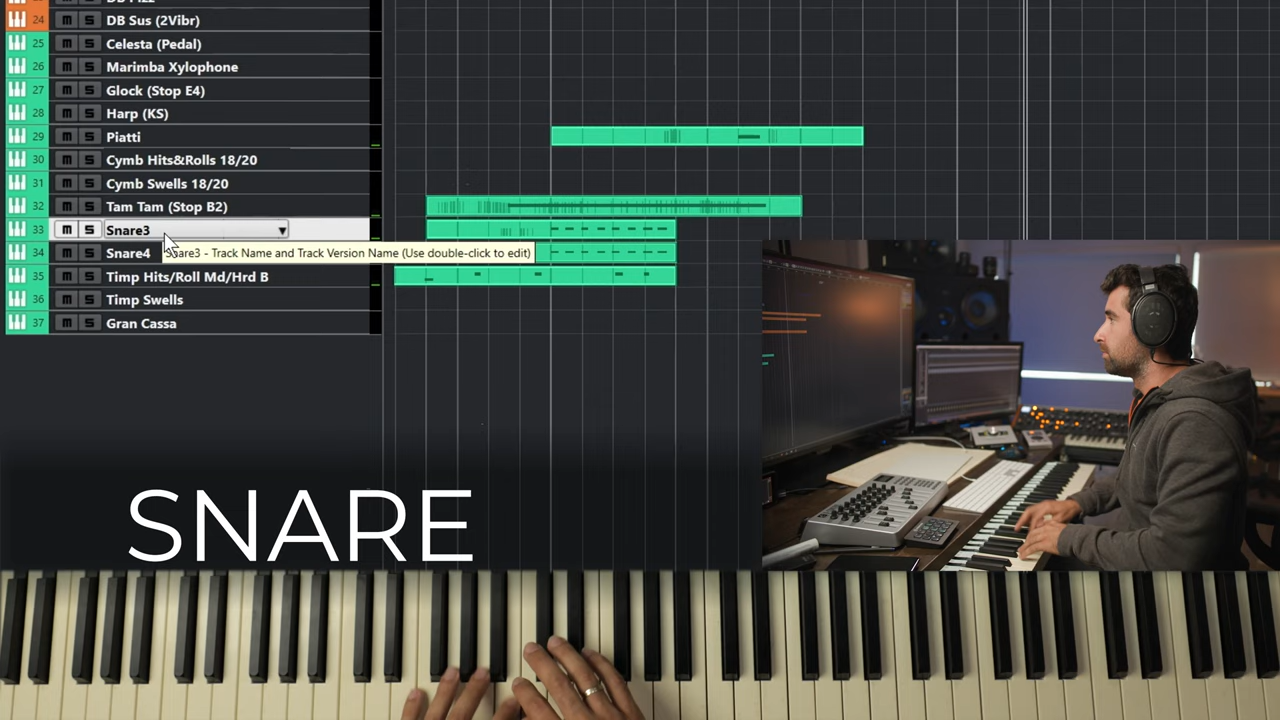 DB Pizz
24 m S DB Sus (2Vibr)
25 m S Celesta (Pedal)
26 m S Marimba Xylophone
27 m S Glock (Stop E4)
28 m S Harp (KS)
29 m S Piatti
30 m S Cymb Hits&Rolls 18/20
31 m S Cymb Swells 18/20
32 m S Tam Tam (Stop B2)
33 m S Snare3
34 m S Snare4
Snare3 - Track Name and Track Version Name (Use double-click to edit)
35 m S Timp Hits/Roll Md/Hrd B
36 m S Timp Swells
37 m S Gran Cassa
SNARE